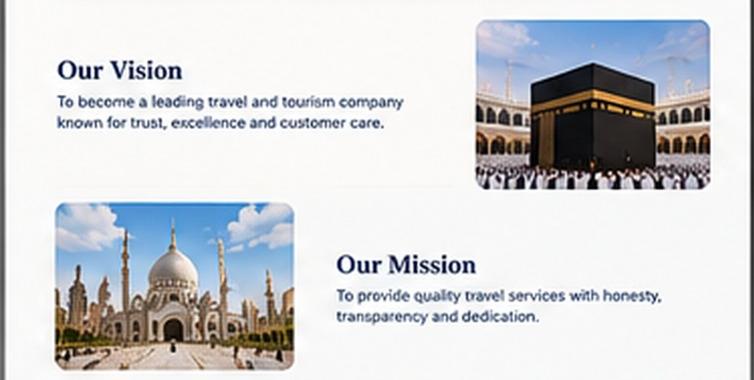 Our Vision
To become a leading travel and tourism company
known for trust, excellence and customer care.
Our Mission
To provide quality travel services with honesty,
transparency and dedication.